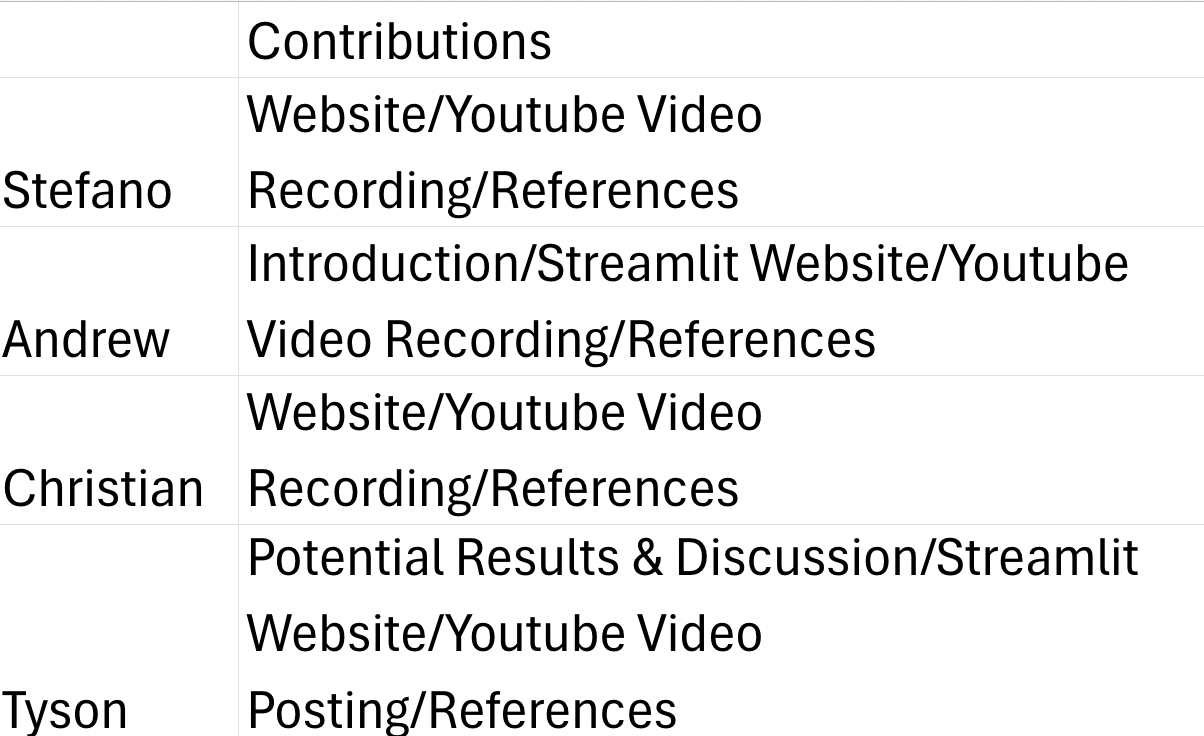 Contributions
Website/Youtube Video
Stefano Recording/References
Introduction/Streamlit Website/Youtube
Andrew Video Recording/References
Website/Youtube Video
Christian Recording/References
Potential Results & Discussion/Streamlit
Website/Youtube Video
Tyson Posting/References